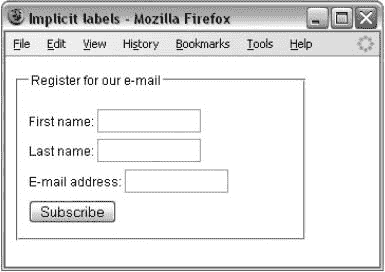 Implicit labels - Mozilla Firefox
File Edit View History Bookmarks Tools Help
Register for our e-mail
First name:
Last name:
E-mail address:
Subscribe